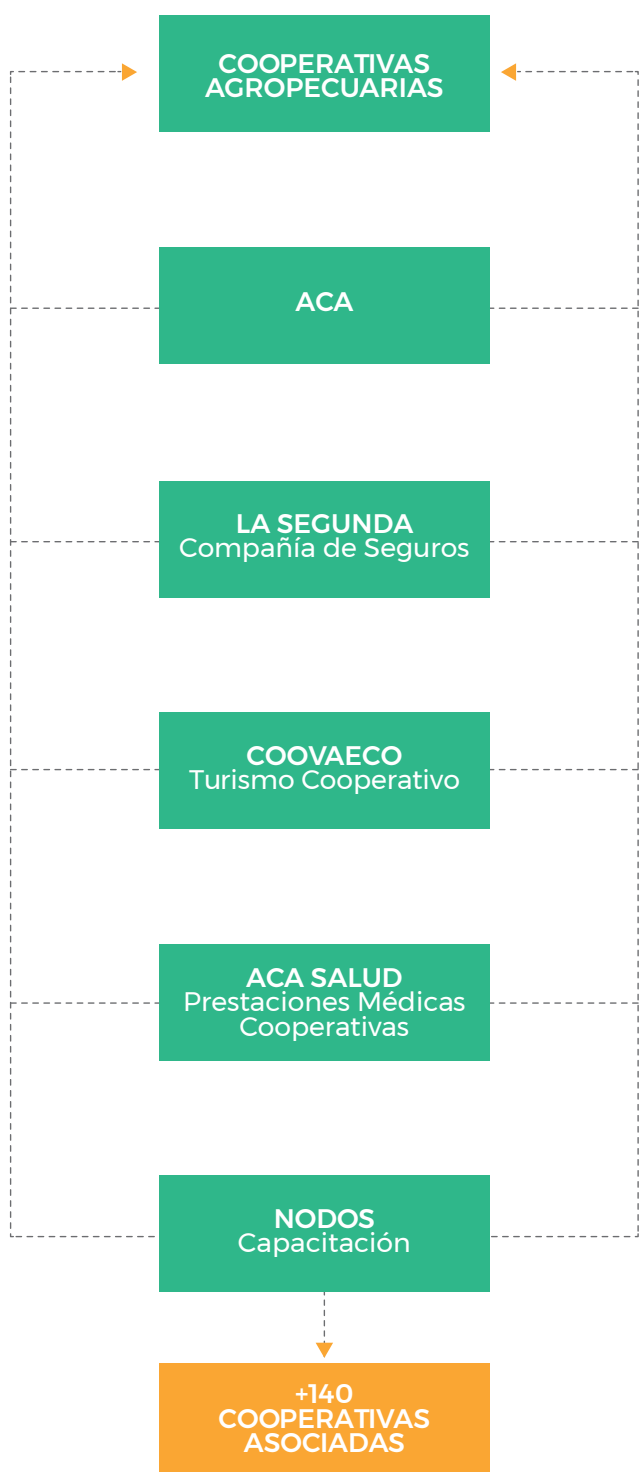 COOPERATIVAS
AGROPECUARIAS
ACA
LA SEGUNDA
Compañía de Seguros
COOVAECO
Turismo Cooperativo
ACA SALUD
Prestaciones Médicas
Cooperativas
NODOS
Capacitación
+140
COOPERATIVAS
ASOCIADAS